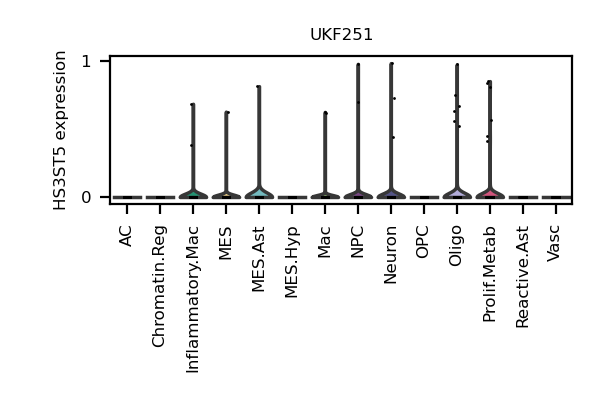 UKF251
HS3ST5 expression
1
0
AC
Chromatin.Reg
Inflammatory.Mac
MES
MES.Ast
MES.Hyp
Mac
NPC
Neuron
OPC
Oligo
Prolif.Metab
Reactive.Ast
Vasc